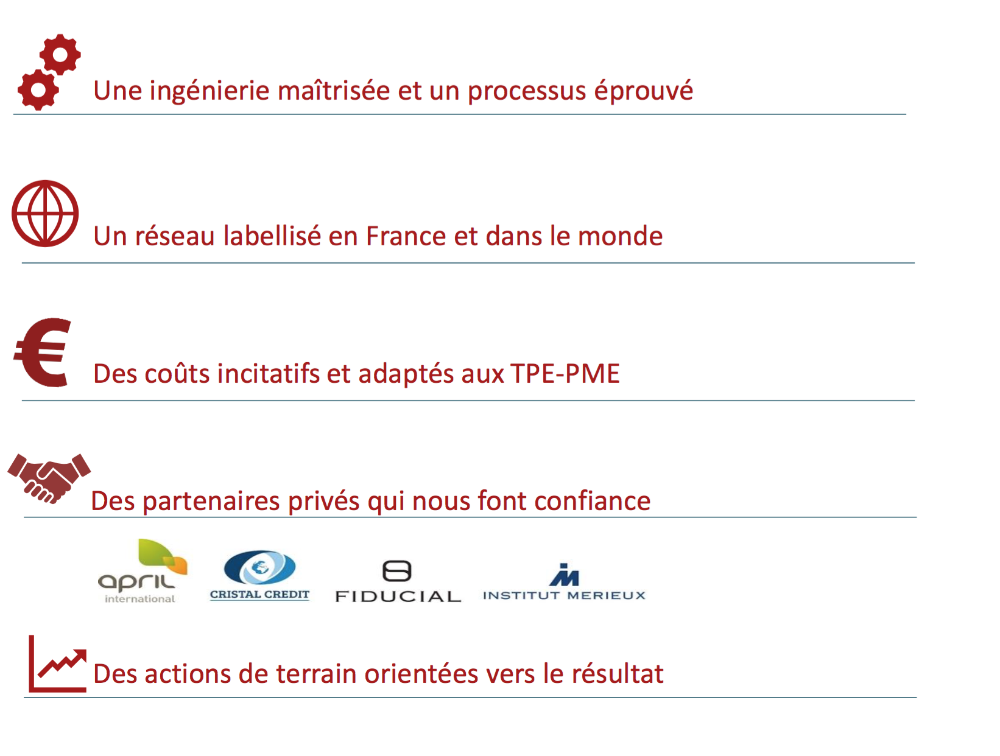 Une ingénierie maîtrisée et un processus éprouvé
Un réseau labellisé en France et dans le monde
€
Des coûts incitatifs et adaptés aux TPE-PME
Des partenaires privés qui nous font confiance
april
international
CRISTAL CREDIT
FIDUCIAL
INSTITUT MERIEUX
Des actions de terrain orientées vers le résultat